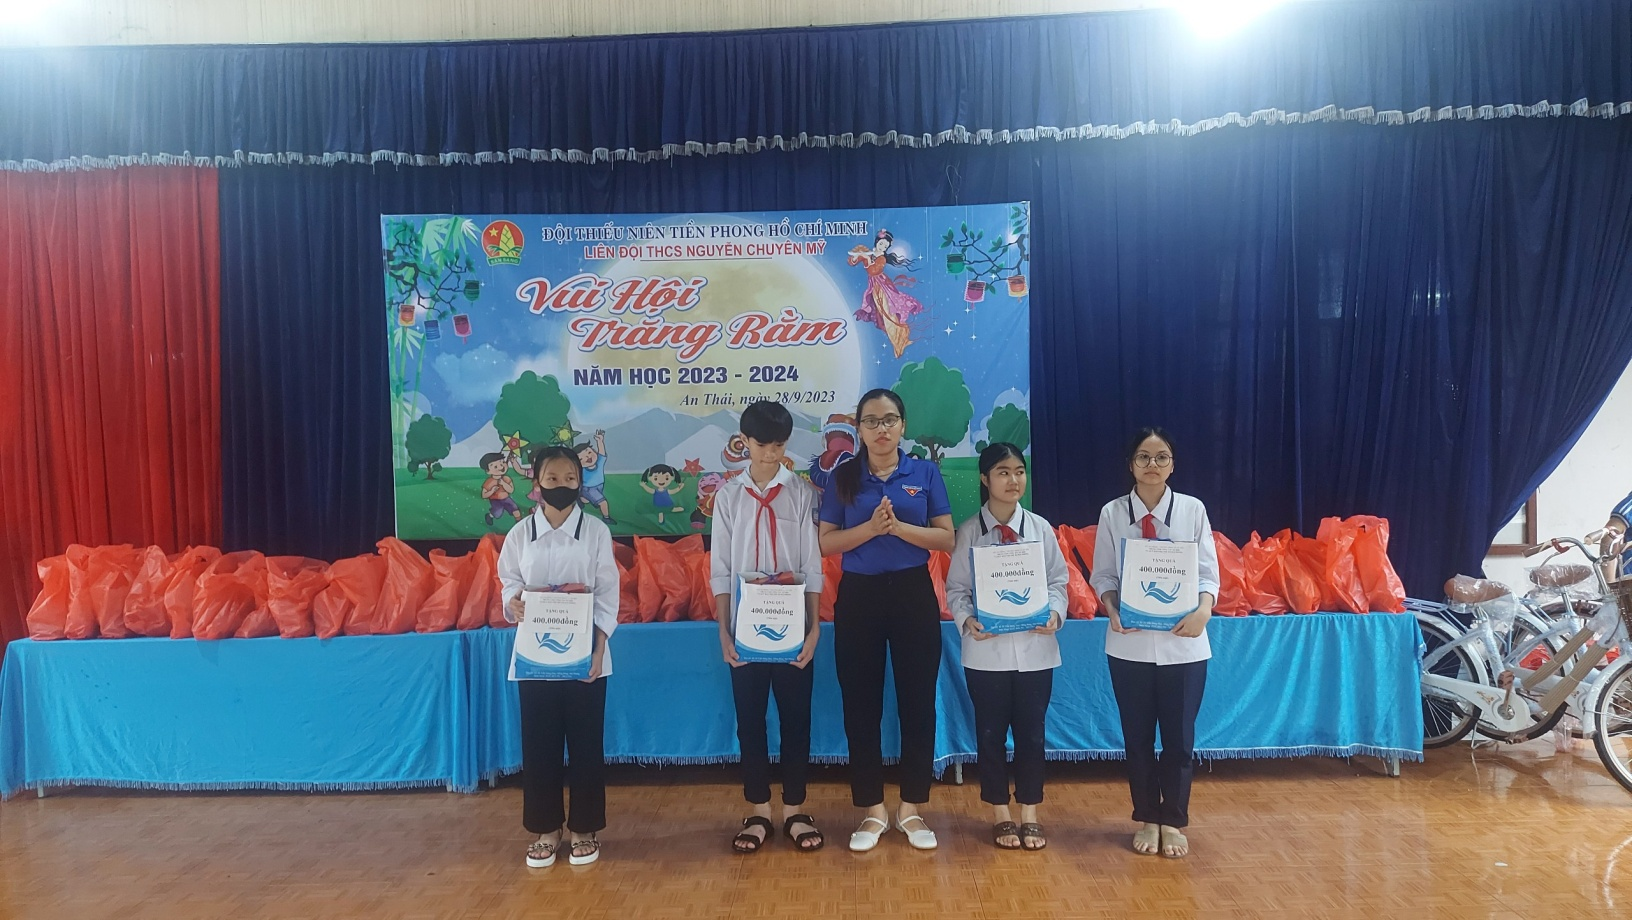 ĐỘI THIẾU NIÊN TIỀN PHONG HỒ CHÍ MINH
LIÊN ĐỘI THCS NGUYỄN CHUYÊN MỸ
Vui Hội
Trăng Rằm
NĂM HỌC 2023 - 2024
An Thái, ngày 28/9/2023
TẶNG QUÀ
400.000đồng
TẶNG QUÀ
400.000đồng
TẶNG QUÀ
400.000đồng
TẶNG QUÀ
400.000đồng